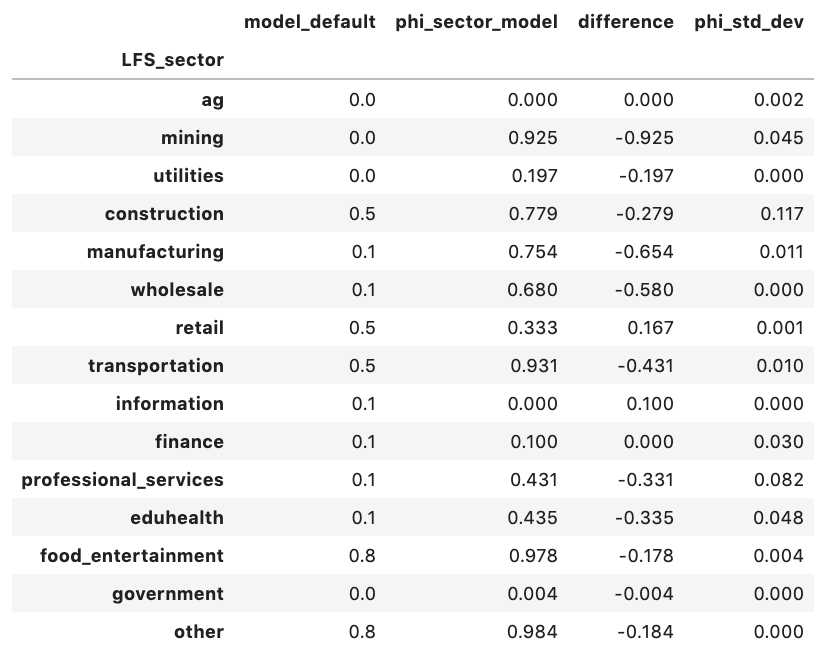 model_default phi_sector_model difference phi_std_dev
LFS_sector
ag 0.0 0.000 0.000 0.002
mining 0.0 0.925 -0.925 0.045
utilities 0.0 0.197 -0.197 0.000
construction 0.5 0.779 -0.279 0.117
manufacturing 0.1 0.754 -0.654 0.011
wholesale 0.1 0.680 -0.580 0.000
retail 0.5 0.333 0.167 0.001
transportation 0.5 0.931 -0.431 0.010
information 0.1 0.000 0.100 0.000
finance 0.1 0.100 0.000 0.030
professional_services 0.1 0.431 -0.331 0.082
eduhealth 0.1 0.435 -0.335 0.048
food_entertainment 0.8 0.978 -0.178 0.004
government 0.0 0.004 -0.004 0.000
other 0.8 0.984 -0.184 0.000